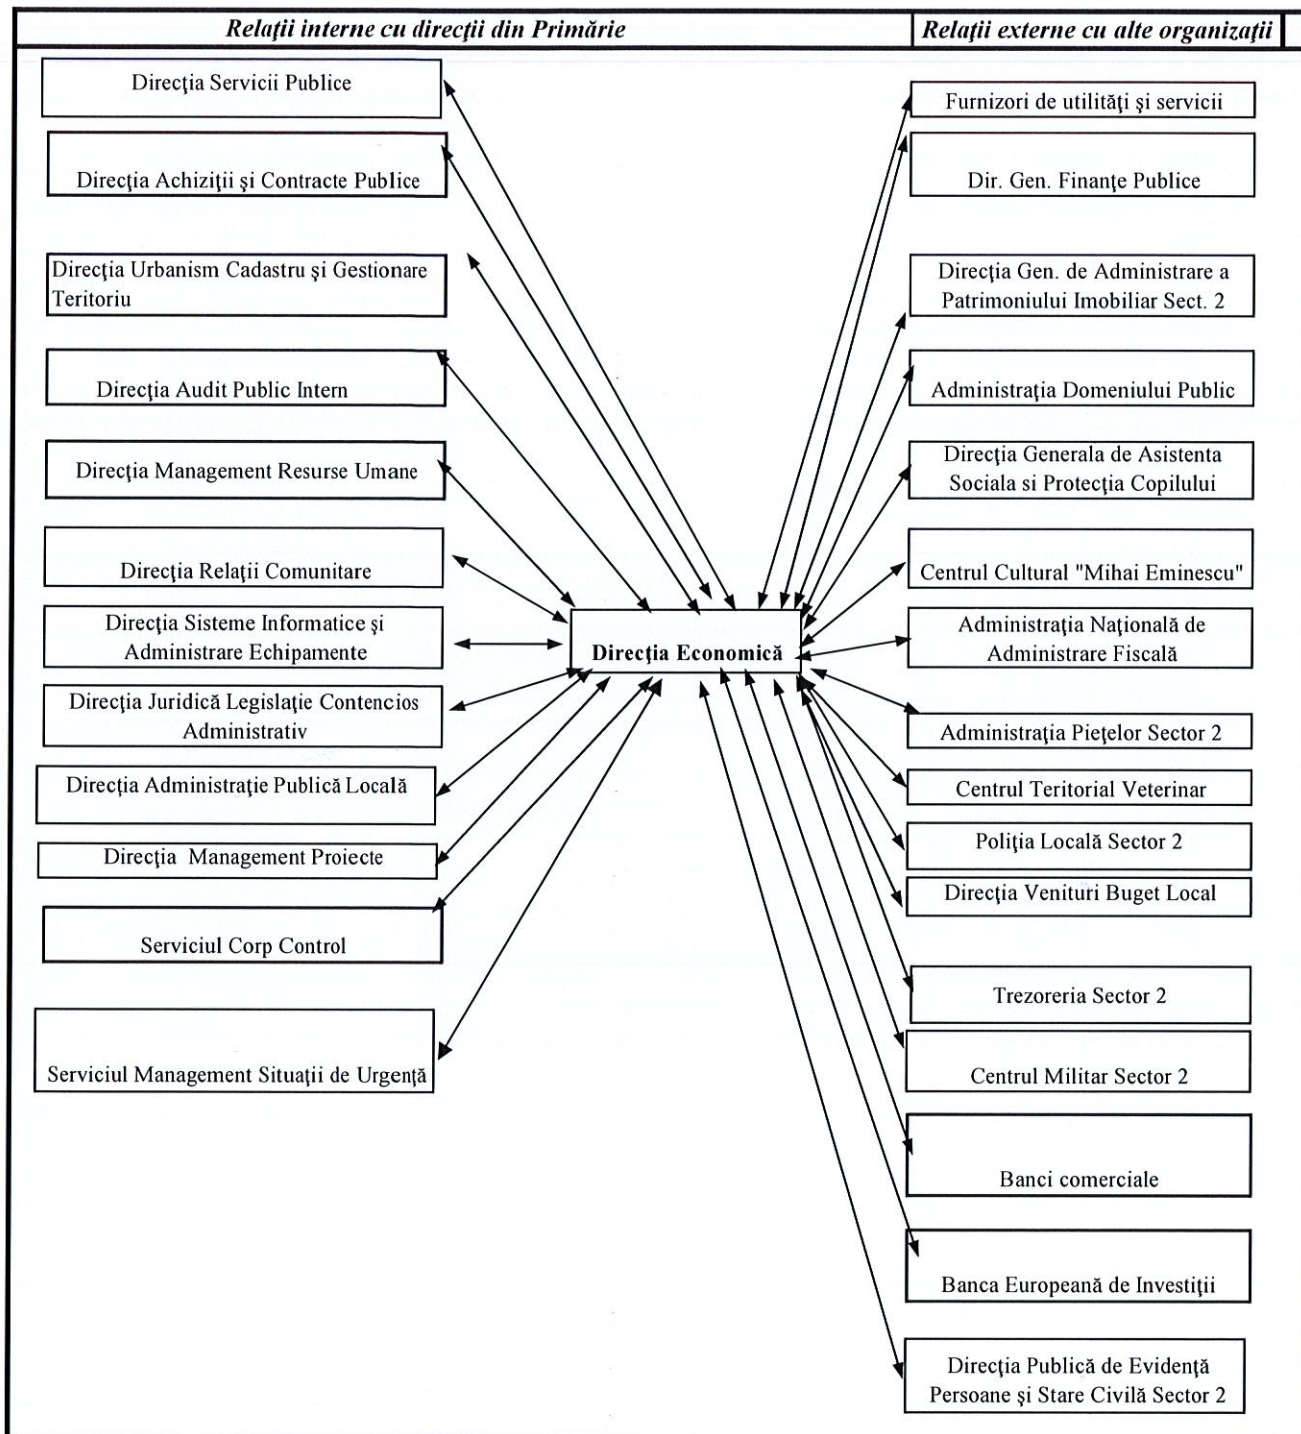 Relaţii interne cu direcţii din Primărie
Relaţii externe cu alte organizaţii
Direcţia Servicii Publice
Direcţia Achiziţii şi Contracte Publice
Direcţia Urbanism Cadastru şi Gestionare
Teritoriu
Direcţia Audit Public Intern
Direcţia Management Resurse Umane
Direcţia Relaţii Comunitare
Direcţia Sisteme Informatice şi
Administrare Echipamente
Direcţia Juridică Legislaţie Contencios
Administrativ
Direcţia Administraţie Publică Locală
Direcţia Management Proiecte
Serviciul Corp Control
Serviciul Management Situaţii de Urgenţă
Direcţia Economică
Furnizori de utilităţi şi servicii
Dir. Gen. Finanţe Publice
Direcţia Gen. de Administrare a
Patrimoniului Imobiliar Sect. 2
Administraţia Domeniului Public
Direcţia Generala de Asistenta
Sociala si Protecţia Copilului
Centrul Cultural "Mihai Eminescu"
Administraţia Naţională de
Administrare Fiscală
Administraţia Pieţelor Sector 2
Centrul Teritorial Veterinar
Poliţia Locală Sector 2
Direcţia Venituri Buget Local
Trezoreria Sector 2
Centrul Militar Sector 2
Banci comerciale
Banca Europeană de Investiţii
Direcţia Publică de Evidenţă
Persoane şi Stare Civilă Sector 2